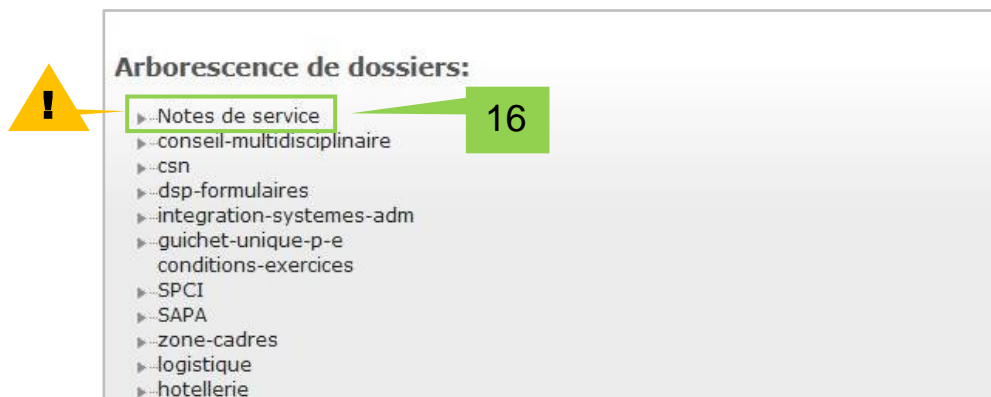 Arborescence de dossiers:
!
Notes de service
16
conseil-multidisciplinaire
csn
dsp-formulaires
integration-systemes-adm
guichet-unique-p-e
conditions-exercices
SPCI
SAPA
zone-cadres
logistique
hotellerie